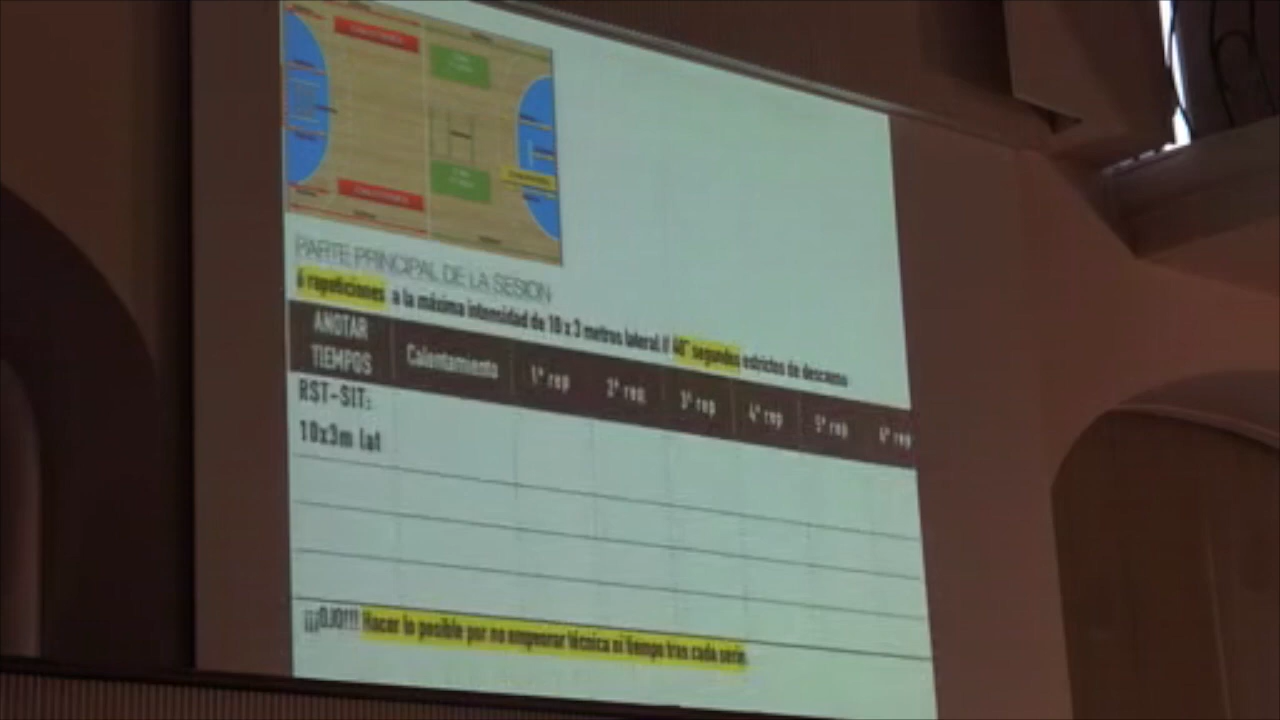 PARTE PRINCIPAL DE LA SESION
6 repeticiones a la máxima intensidad de 10 x 3 metros lateral // 40" segundos estrictos de descanso
ANOTAR TIEMPOS Calentamiento 1ª rep 2ª rep 3ª rep 4ª rep 5ª rep 6ª rep
RST-SIT:
10x3m lat
¡¡¡OJO!!! Hacer lo posible por no empeorar técnica ni tiempo tras cada serie